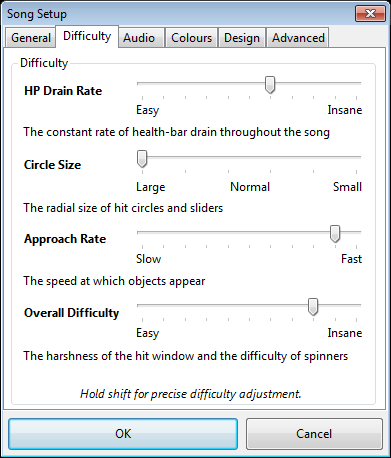 Song Setup
General Difficulty Audio Colours Design Advanced
Difficulty
HP Drain Rate
Easy Insane
The constant rate of health-bar drain throughout the song
Circle Size
Large Normal Small
The radial size of hit circles and sliders
Approach Rate
Slow Fast
The speed at which objects appear
Overall Difficulty
Easy Insane
The harshness of the hit window and the difficulty of spinners
Hold shift for precise difficulty adjustment.
OK Cancel